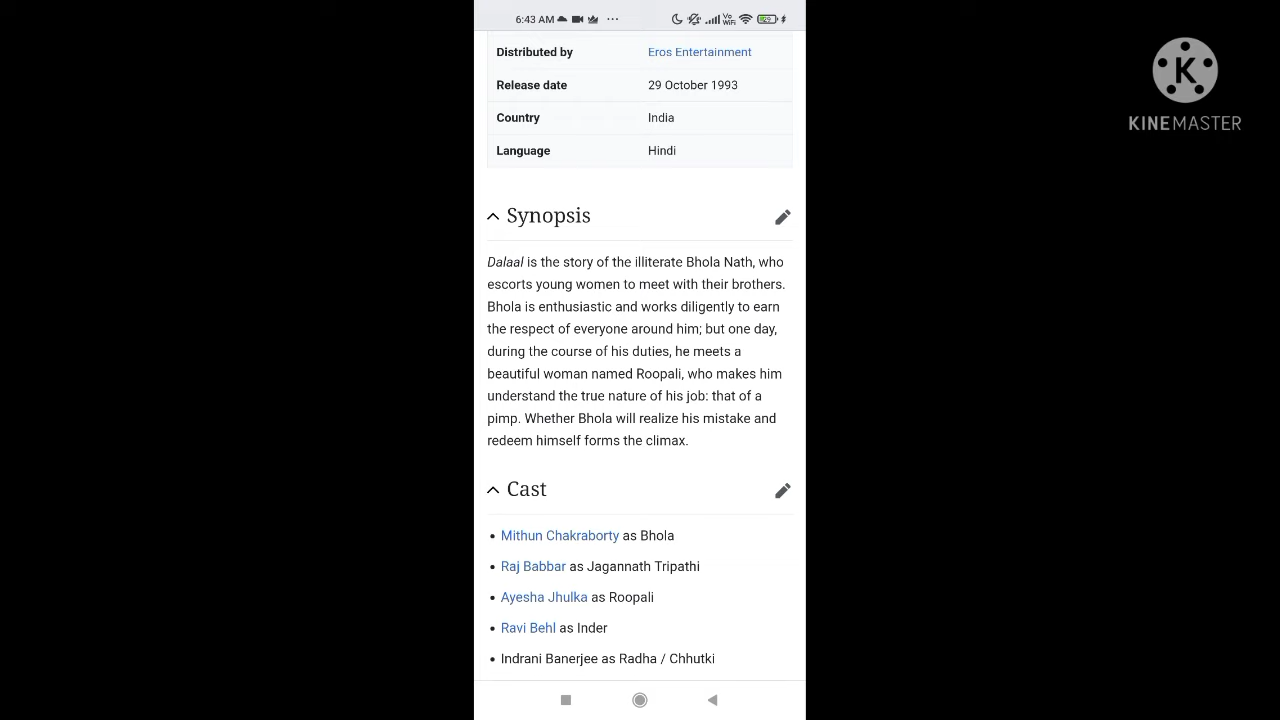 6:43 AM ...
Vo
WiFi
29
Distributed by Eros Entertainment
Release date 29 October 1993
Country India
Language Hindi
Synopsis
Dalaal is the story of the illiterate Bhola Nath, who
escorts young women to meet with their brothers.
Bhola is enthusiastic and works diligently to earn
the respect of everyone around him; but one day,
during the course of his duties, he meets a
beautiful woman named Roopali, who makes him
understand the true nature of his job: that of a
pimp. Whether Bhola will realize his mistake and
redeem himself forms the climax.
Cast
• Mithun Chakraborty as Bhola
• Raj Babbar as Jagannath Tripathi
• Ayesha Jhulka as Roopali
• Ravi Behl as Inder
• Indrani Banerjee as Radha / Chhutki
K
KINEMASTER